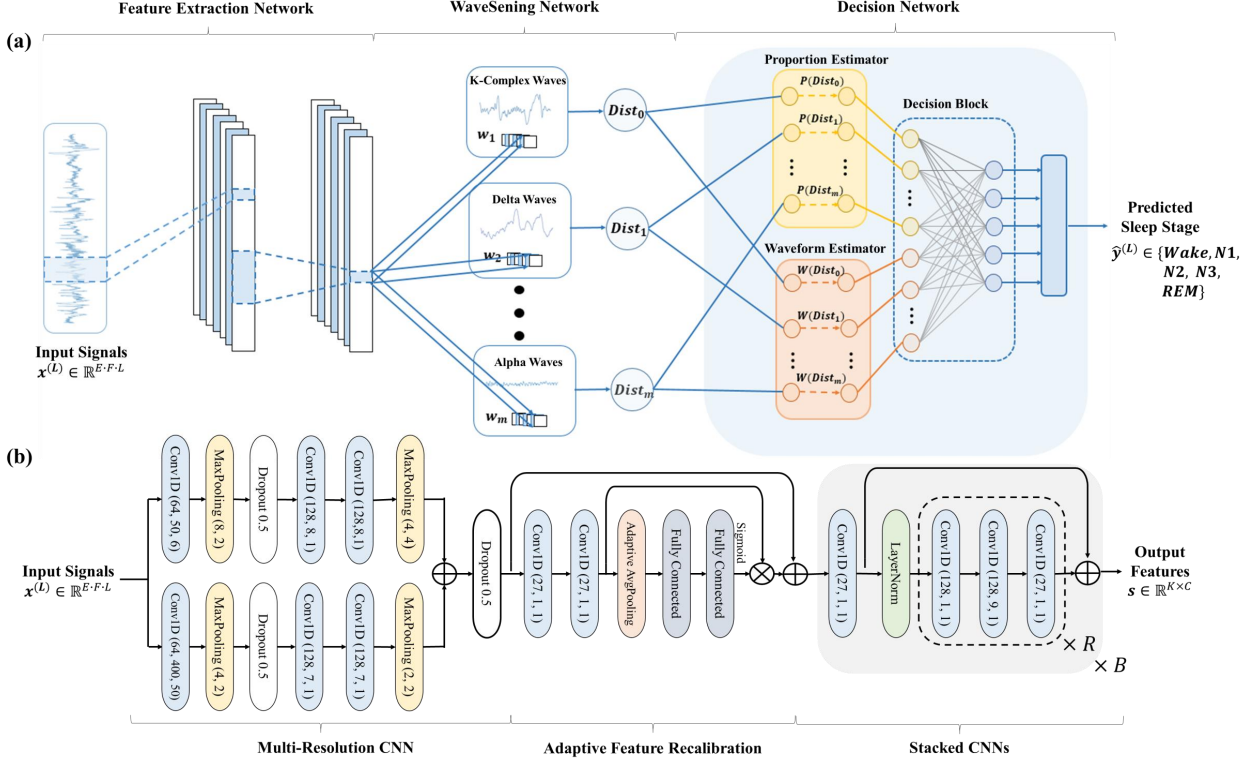 Feature Extraction Network
WaveSening Network
Decision Network
(a)
Input Signals
x^(L) ∈ ℝ^E·F·L
K-Complex Waves
w₁
Delta Waves
w₂
Alpha Waves
wₘ
Dist₀
Dist₁
Distₘ
Proportion Estimator
P(Dist₀)
P(Dist₁)
P(Distₘ)
Waveform Estimator
W(Dist₀)
W(Dist₁)
W(Distₘ)
Decision Block
Predicted
Sleep Stage
ŷ^(L) ∈ {Wake, N1,
N2, N3,
REM}
(b)
Input Signals
x^(L) ∈ ℝ^E·F·L
Conv1D (64, 50, 6)
MaxPooling (8, 2)
Dropout 0.5
Conv1D (128, 8, 1)
Conv1D (128,8,1)
MaxPooling (4, 4)
Conv1D (64, 400, 50)
MaxPooling (4, 2)
Dropout 0.5
Conv1D (128, 7, 1)
Conv1D (128, 7, 1)
MaxPooling (2, 2)
Dropout 0.5
Conv1D (27, 1, 1)
Conv1D (27, 1, 1)
Adaptive AvgPooling
Fully Connected
Fully Connected
Sigmoid
Conv1D (27, 1, 1)
LayerNorm
Conv1D (128, 1, 1)
Conv1D (128, 9, 1)
Conv1D (27, 1, 1)
× R
× B
Output
Features
s ∈ ℝ^K×C
Multi-Resolution CNN
Adaptive Feature Recalibration
Stacked CNNs